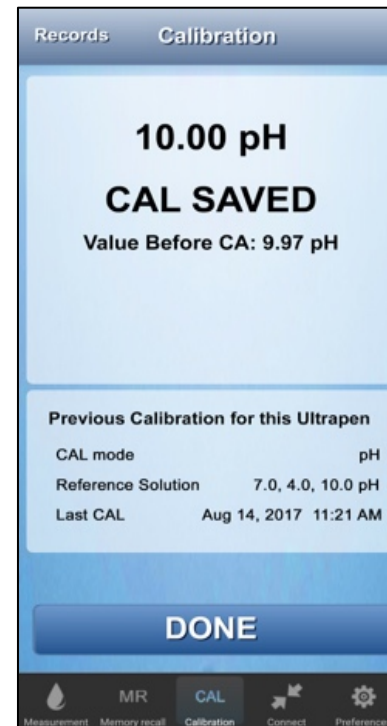 Records Calibration
10.00 pH
CAL SAVED
Value Before CA: 9.97 pH
Previous Calibration for this Ultrapen
CAL mode pH
Reference Solution 7.0, 4.0, 10.0 pH
Last CAL Aug 14, 2017 11:21 AM
DONE
MR CAL
Measurement Memory recall Calibration Connect Preference